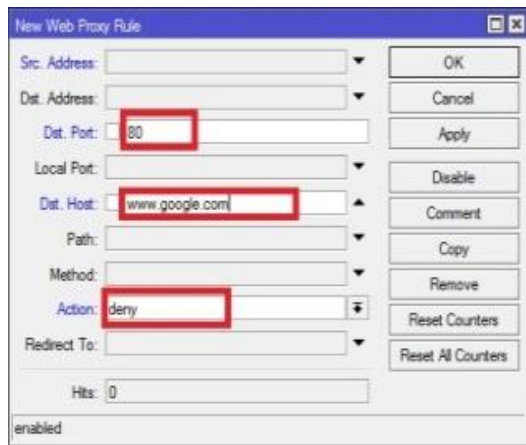 New Web Proxy Rule
Src. Address:
OK
Dst. Address:
Cancel
Dst. Port: 80
Apply
Local Port:
Disable
Dst. Host: www.google.com
Comment
Path:
Copy
Method:
Remove
Action: deny
Reset Counters
Redirect To:
Reset All Counters
Hits: 0
enabled